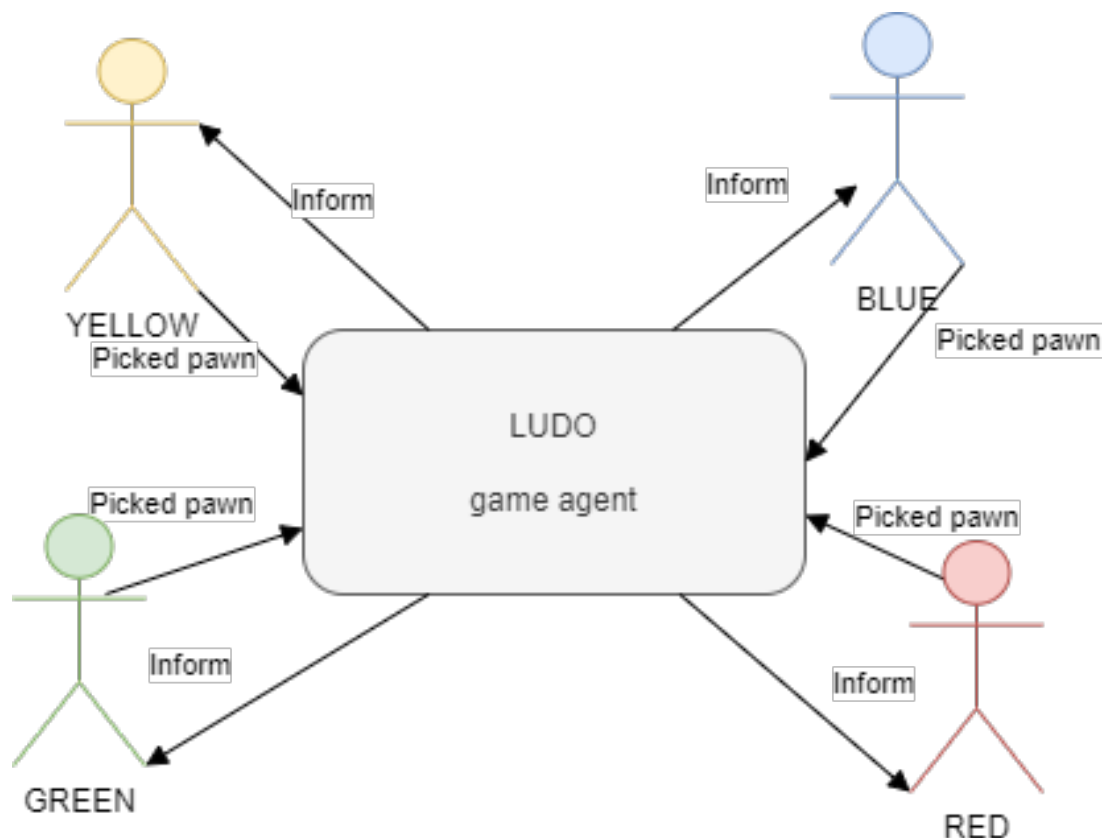 Inform
Inform
YELLOW
BLUE
Picked pawn
Picked pawn
LUDO
game agent
Picked pawn
Picked pawn
Inform
Inform
GREEN
RED